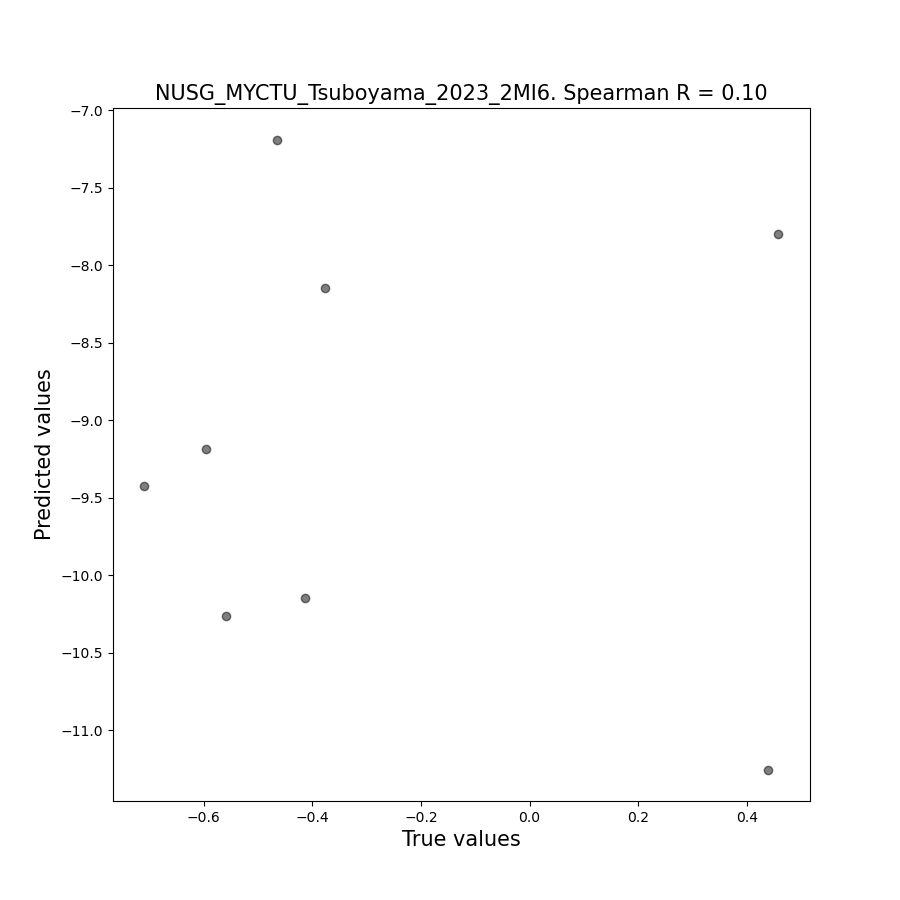 NUSG_MYCTU_Tsuboyama_2023_2MI6. Spearman R = 0.10
−7.0
−7.5
−8.0
−8.5
−9.0
−9.5
−10.0
−10.5
−11.0
Predicted values
−0.6 −0.4 −0.2 0.0 0.2 0.4
True values